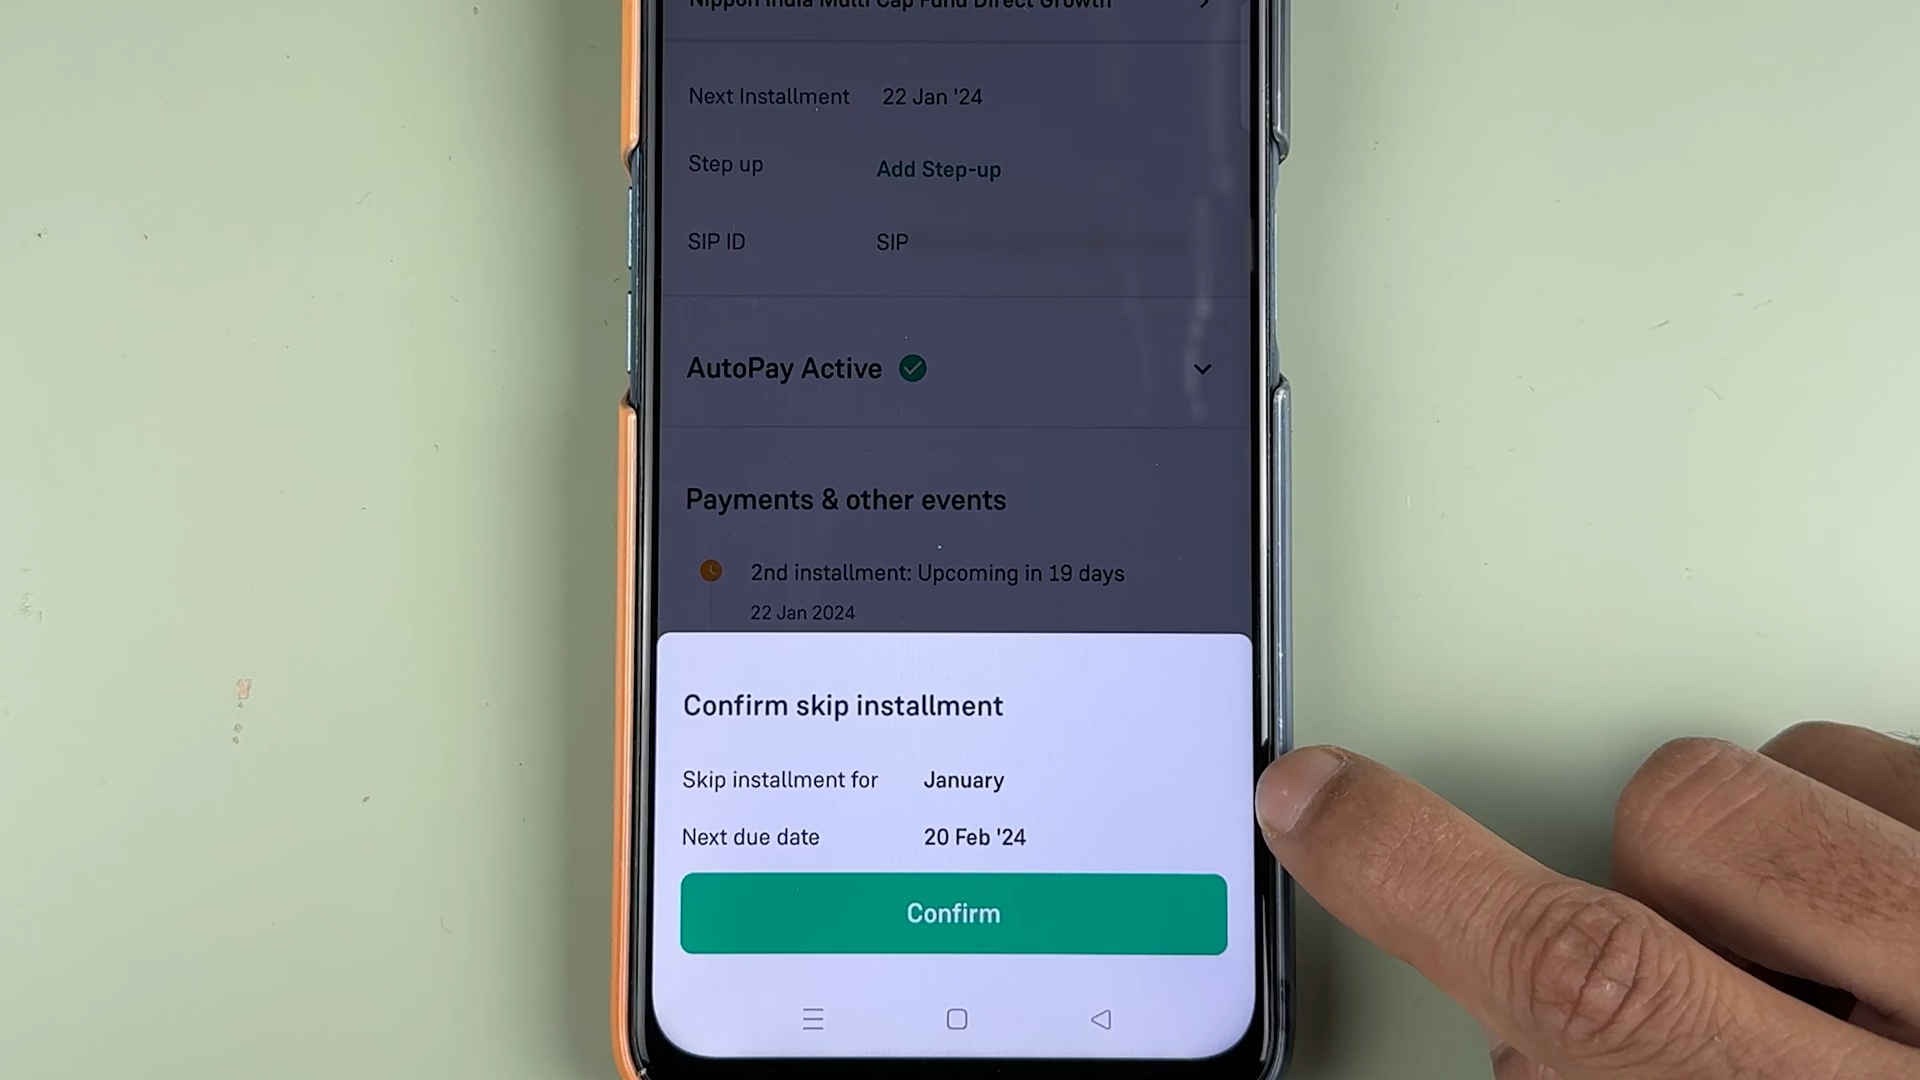 Nippon India Multi Cap Fund Direct Growth
Next Installment 22 Jan '24
Step up Add Step-up
SIP ID SIP
AutoPay Active
Payments & other events
2nd installment: Upcoming in 19 days
22 Jan 2024
Confirm skip installment
Skip installment for January
Next due date 20 Feb '24
Confirm